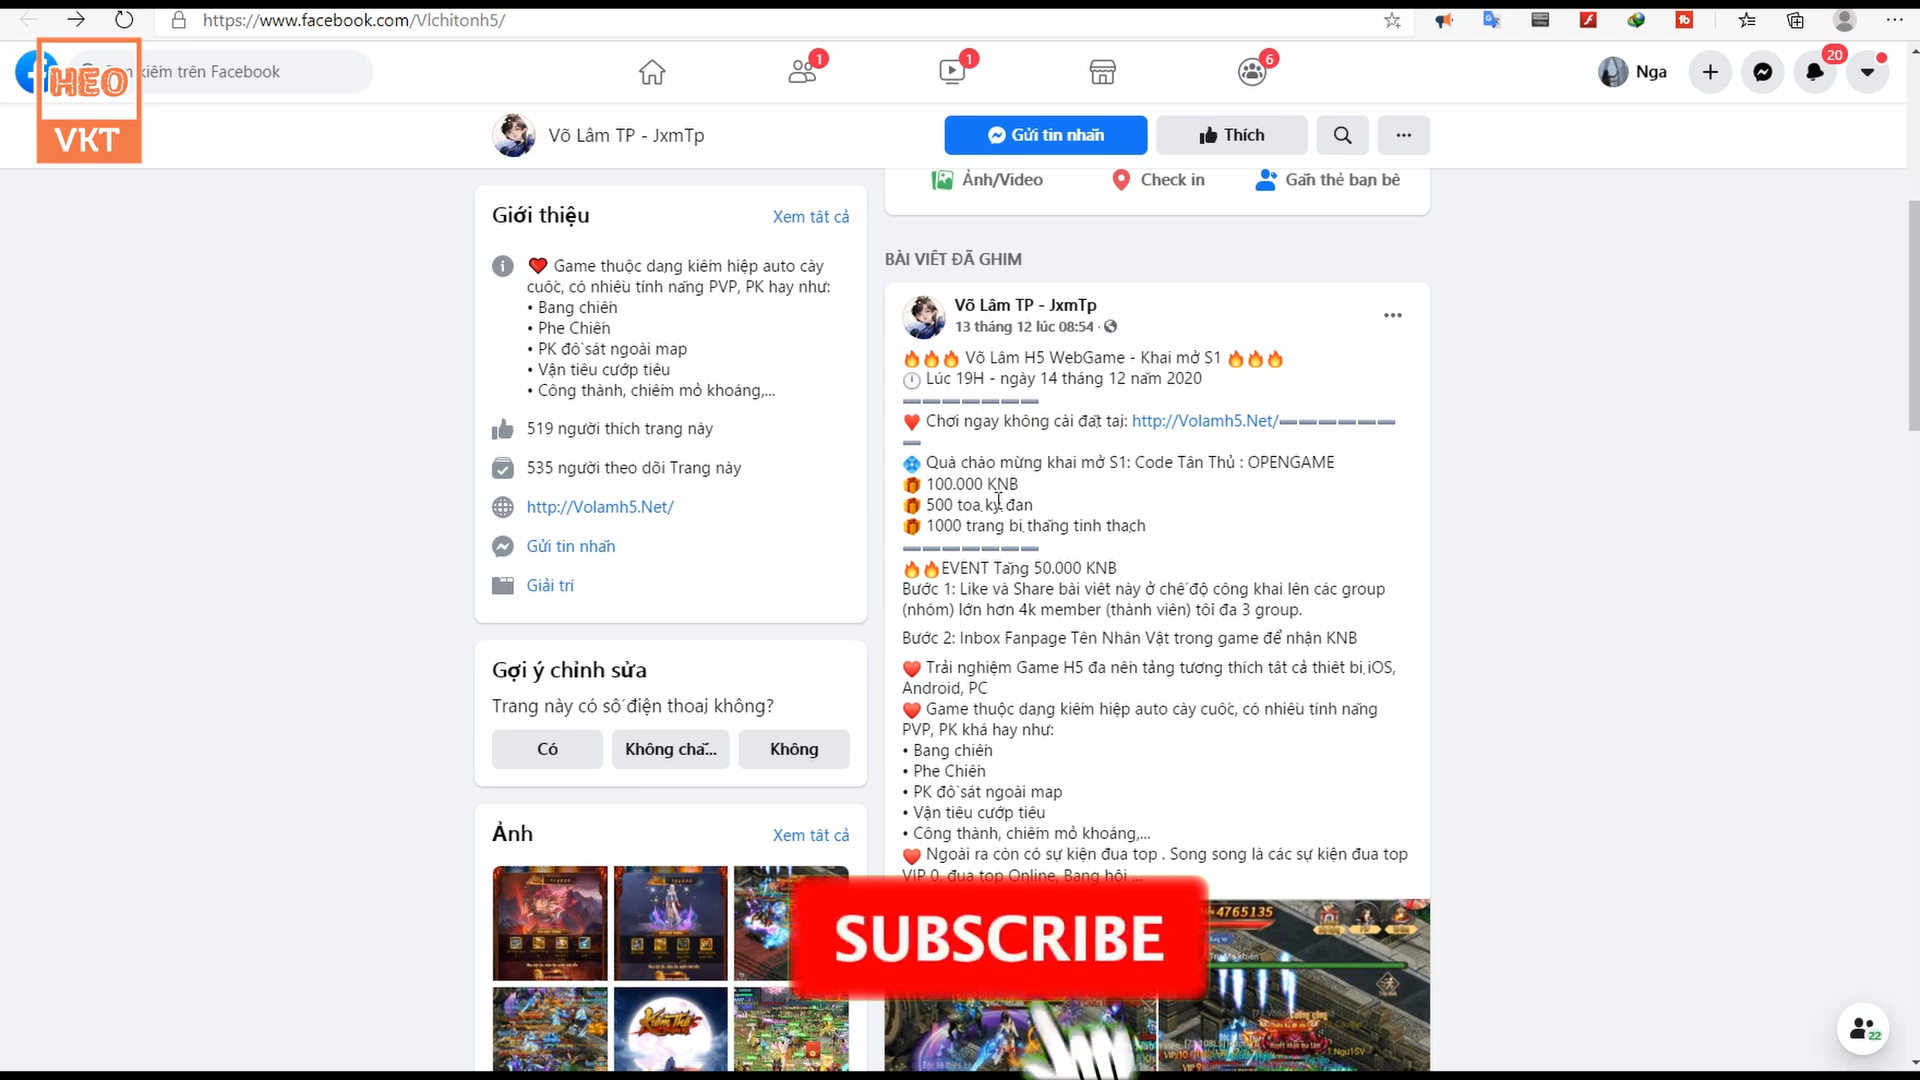 https://www.facebook.com/Vlchitonh5/
HEO
VKT
kiếm trên Facebook
1
1
6
Nga
20
Võ Lâm TP - JxmTp
Gửi tin nhắn
Thích
Ảnh/Video
Check in
Gắn thẻ bạn bè
Giới thiệu
Xem tất cả
Game thuộc dạng kiếm hiệp auto cày
cuốc, có nhiều tính năng PVP, PK hay như:
• Bang chiến
• Phe Chiến
• PK đồ sát ngoài map
• Vận tiêu cướp tiêu
• Công thành, chiếm mỏ khoáng,...
519 người thích trang này
535 người theo dõi Trang này
http://Volamh5.Net/
Gửi tin nhắn
Giải trí
Gợi ý chỉnh sửa
Trang này có số điện thoại không?
Có
Không chắ...
Không
Ảnh
Xem tất cả
BÀI VIẾT ĐÃ GHIM
Võ Lâm TP - JxmTp
13 tháng 12 lúc 08:54 ·
🔥🔥🔥 Võ Lâm H5 WebGame - Khai mở S1 🔥🔥🔥
Lúc 19H - ngày 14 tháng 12 năm 2020
Chơi ngay không cài đặt tại: http://Volamh5.Net/
Quà chào mừng khai mở S1: Code Tân Thủ : OPENGAME
100.000 KNB
500 toạ kỵ đan
1000 trang bị thăng tinh thạch
🔥🔥EVENT Tặng 50.000 KNB
Bước 1: Like và Share bài viết này ở chế độ công khai lên các group
(nhóm) lớn hơn 4k member (thành viên) tối đa 3 group.
Bước 2: Inbox Fanpage Tên Nhân Vật trong game để nhận KNB
Trải nghiệm Game H5 đa nền tảng tương thích tất cả thiết bị iOS,
Android, PC
Game thuộc dạng kiếm hiệp auto cày cuốc, có nhiều tính năng
PVP, PK khá hay như:
• Bang chiến
• Phe Chiến
• PK đồ sát ngoài map
• Vận tiêu cướp tiêu
• Công thành, chiếm mỏ khoáng,...
Ngoài ra còn có sự kiện đua top . Song song là các sự kiện đua top
VIP 0, đua top Online, Bang hội ...
4765135
SUBSCRIBE
22